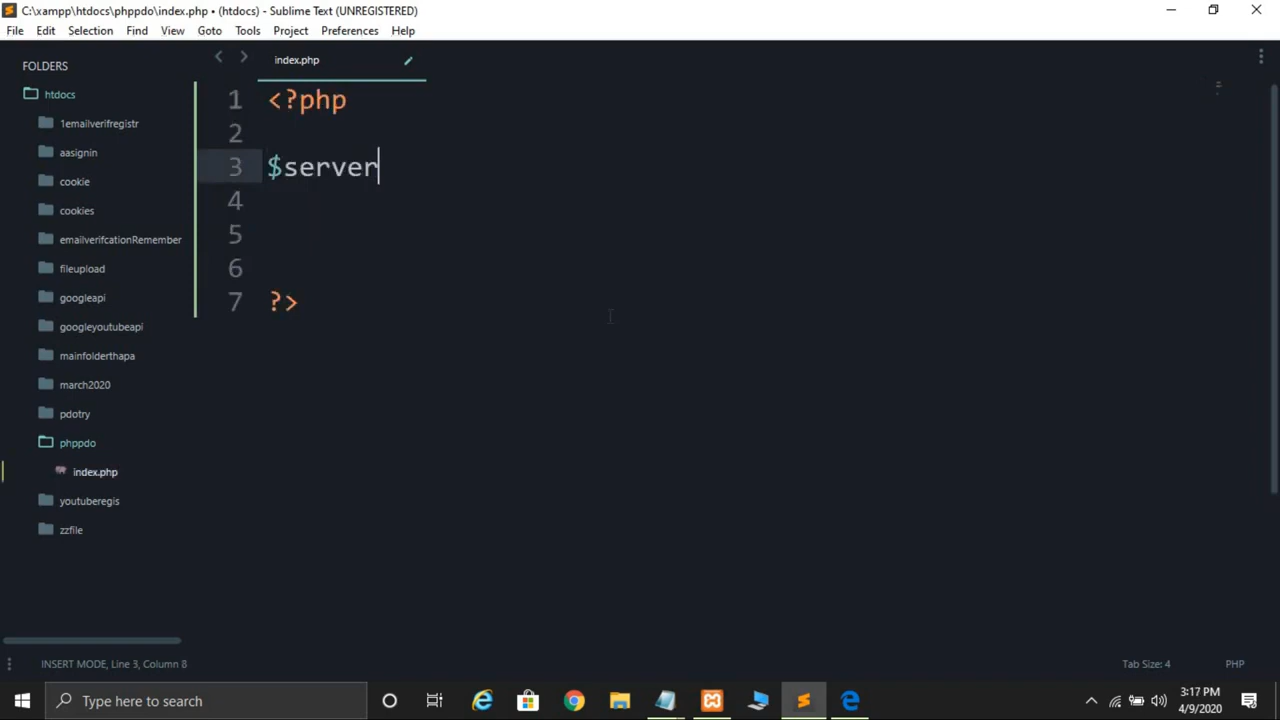 C:\xampp\htdocs\phppdo\index.php • (htdocs) - Sublime Text (UNREGISTERED)
File Edit Selection Find View Goto Tools Project Preferences Help
FOLDERS
htdocs
1emailverifregistr
aasignin
cookie
cookies
emailverifcationRemember
fileupload
googleapi
googleyoutubeapi
mainfolderthapa
march2020
pdotry
phppdo
index.php
youtuberegis
zzfile
index.php
1 <?php
2
3 $server
4
5
6
7 ?>
INSERT MODE, Line 3, Column 8
Tab Size: 4
PHP
Type here to search
3:17 PM
4/9/2020